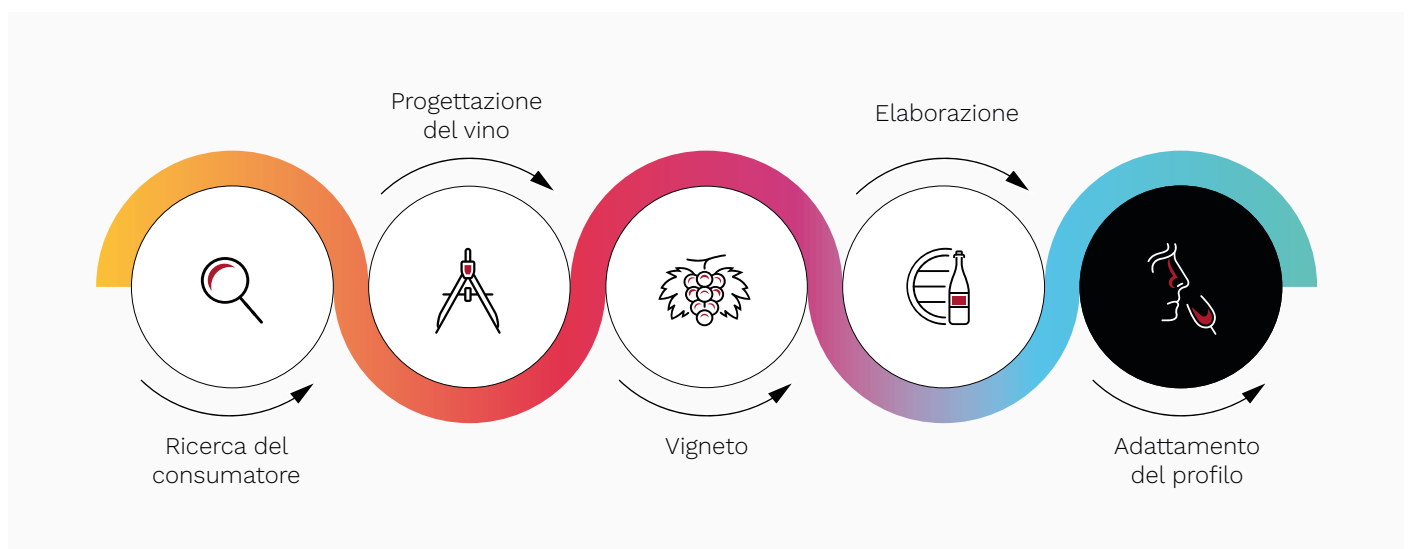 Ricerca del
consumatore
Progettazione
del vino
Vigneto
Elaborazione
Adattamento
del profilo